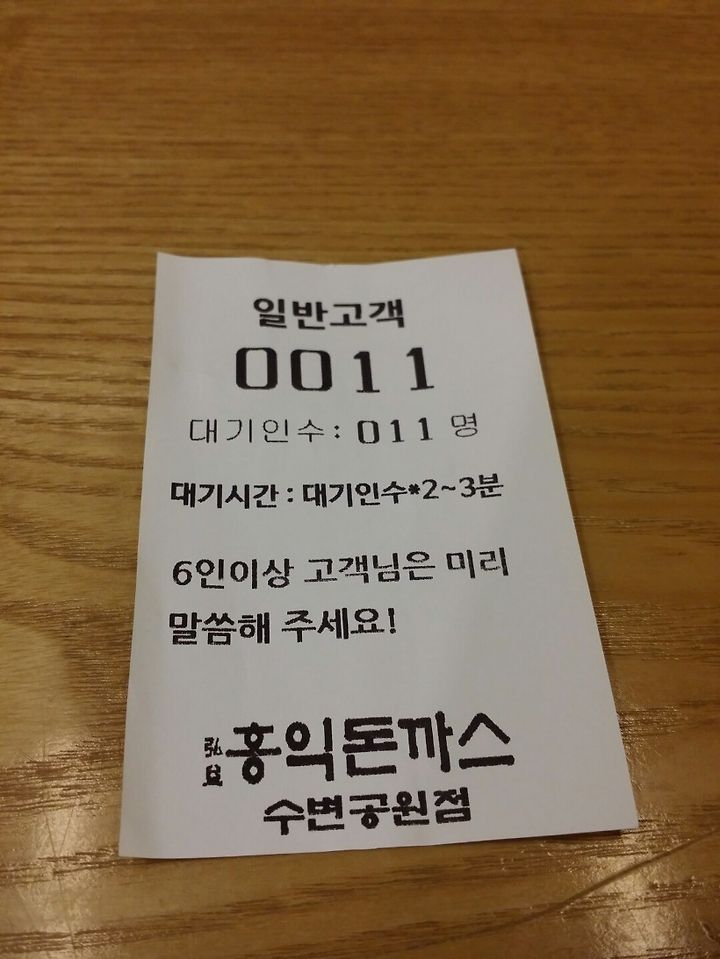 일반고객
0011
대기인수: 011 명
대기시간 : 대기인수*2~3분
6인이상 고객님은 미리
말씀해 주세요!
弘益 홍익돈까스
수변공원점